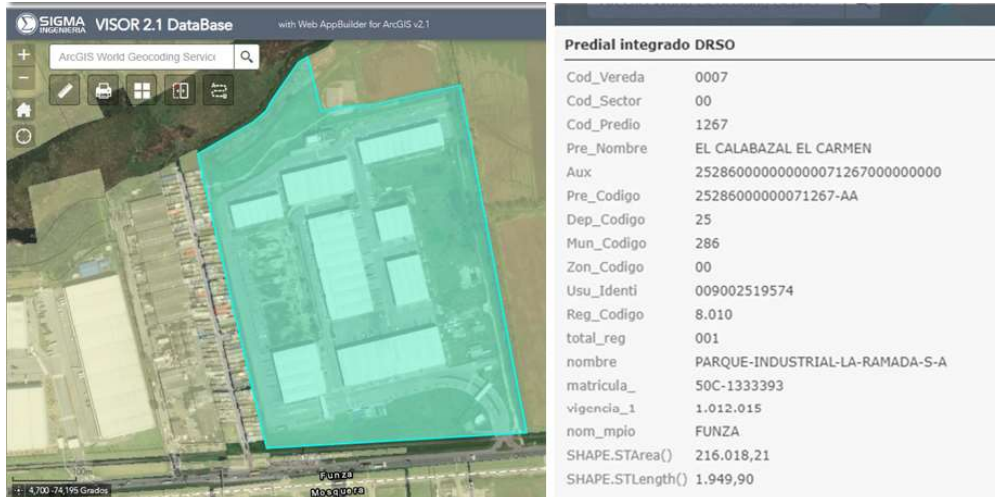 SIGMA
INGENIERIA
VISOR 2.1 DataBase
with Web AppBuilder for ArcGIS v2.1
ArcGIS World Geocoding Service
100m
4,700 -74,195 Grados
Funza
Mosquera
Predial integrado DRSO
Cod_Vereda 0007
Cod_Sector 00
Cod_Predio 1267
Pre_Nombre EL CALABAZAL EL CARMEN
Aux
Pre_Codigo 25286000000071267-AA
Dep_Codigo 25
Mun_Codigo 286
Zon_Codigo 00
Usu_Identi 009002519574
Reg_Codigo 8.010
total_reg 001
nombre PARQUE-INDUSTRIAL-LA-RAMADA-S-A
matricula_ 50C-1333393
vigencia_1 1.012.015
nom_mpio FUNZA
SHAPE.STArea() 216.018,21
SHAPE.STLength() 1.949,90